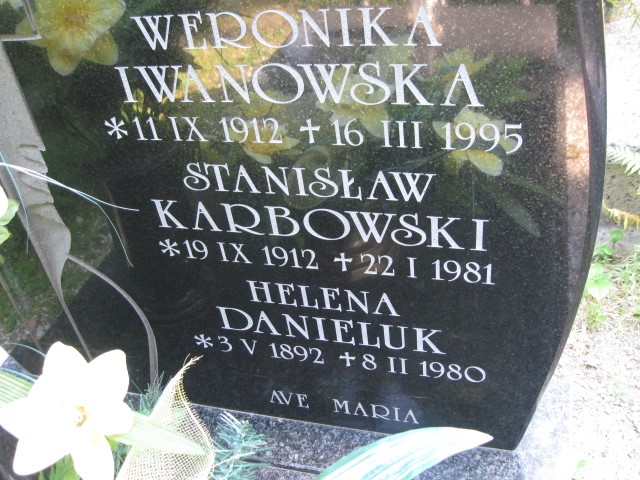 WERONIKA
IWANOWSKA
* 11 IX 1912 + 16 III 1995
STANISŁAW
KARBOWSKI
* 19 IX 1912 + 22 I 1981
HELENA
DANIELUK
* 3 V 1892 + 8 II 1980
AVE MARIA